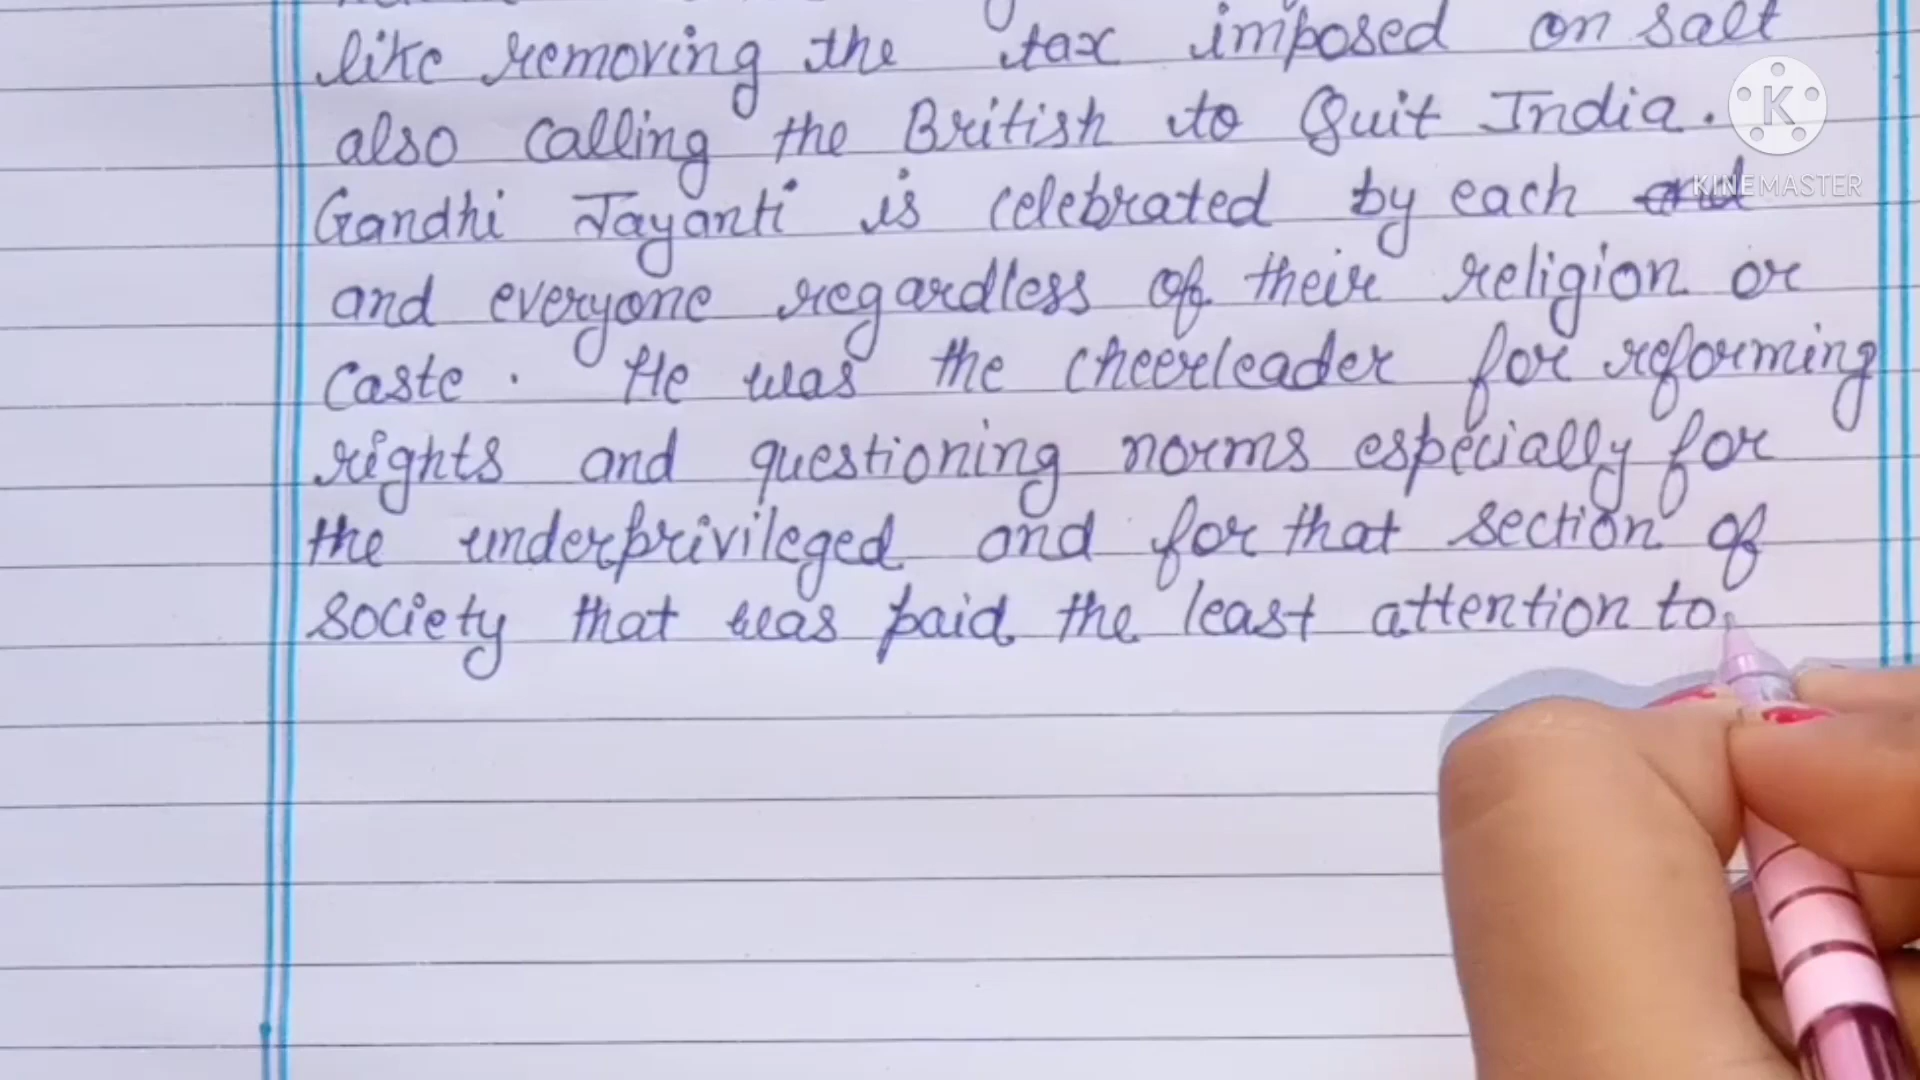 like removing the tax imposed on salt
also calling the British to Quit India.
Gandhi Jayanti is celebrated by each and
and everyone regardless of their religion or
caste. He was the cheerleader for reforming
rights and questioning norms especially for
the underprivileged and for that section of
society that was paid the least attention to.
K
KINEMASTER